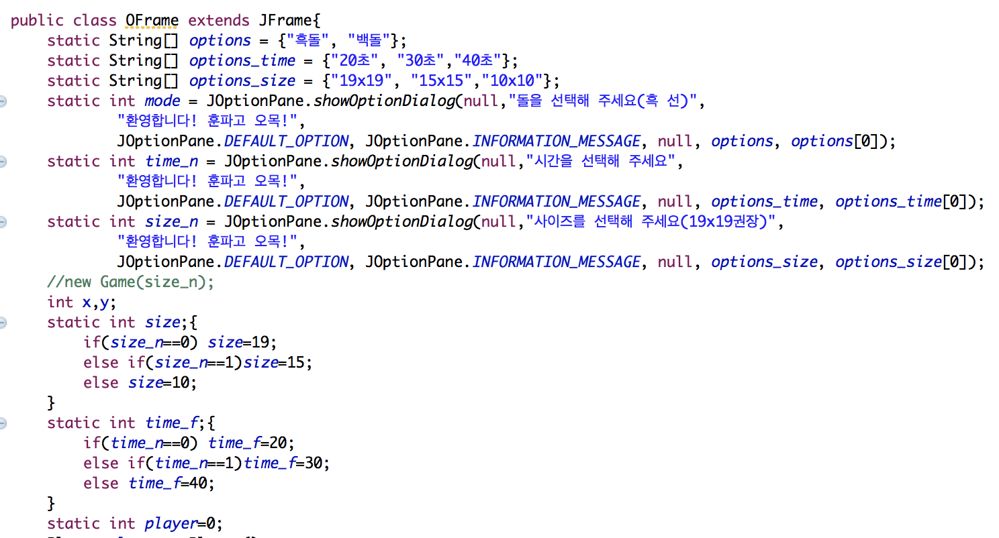 public class OFrame extends JFrame{
static String[] options = {"흑돌", "백돌"};
static String[] options_time = {"20초", "30초","40초"};
static String[] options_size = {"19x19", "15x15","10x10"};
static int mode = JOptionPane.showOptionDialog(null,"돌을 선택해 주세요(흑 선)",
"환영합니다! 훈파고 오목!",
JOptionPane.DEFAULT_OPTION, JOptionPane.INFORMATION_MESSAGE, null, options, options[0]);
static int time_n = JOptionPane.showOptionDialog(null,"시간을 선택해 주세요",
"환영합니다! 훈파고 오목!",
JOptionPane.DEFAULT_OPTION, JOptionPane.INFORMATION_MESSAGE, null, options_time, options_time[0]);
static int size_n = JOptionPane.showOptionDialog(null,"사이즈를 선택해 주세요(19x19권장)",
"환영합니다! 훈파고 오목!",
JOptionPane.DEFAULT_OPTION, JOptionPane.INFORMATION_MESSAGE, null, options_size, options_size[0]);
//new Game(size_n);
int x,y;
static int size;{
if(size_n==0) size=19;
else if(size_n==1)size=15;
else size=10;
}
static int time_f;{
if(time_n==0) time_f=20;
else if(time_n==1)time_f=30;
else time_f=40;
}
static int player=0;